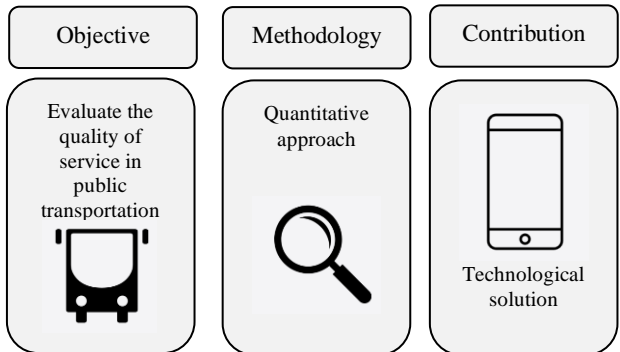 Objective
Methodology
Contribution
Evaluate the
quality of
service in
public
transportation
Quantitative
approach
Technological
solution